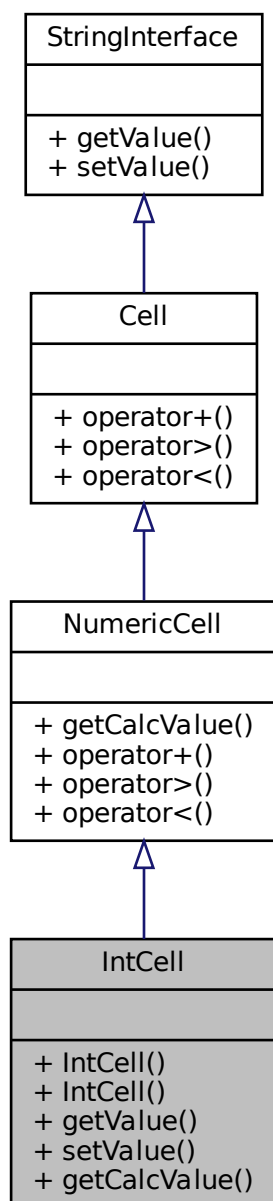 StringInterface
+ getValue()
+ setValue()
Cell
+ operator+()
+ operator>()
+ operator<()
NumericCell
+ getCalcValue()
+ operator+()
+ operator>()
+ operator<()
IntCell
+ IntCell()
+ IntCell()
+ getValue()
+ setValue()
+ getCalcValue()